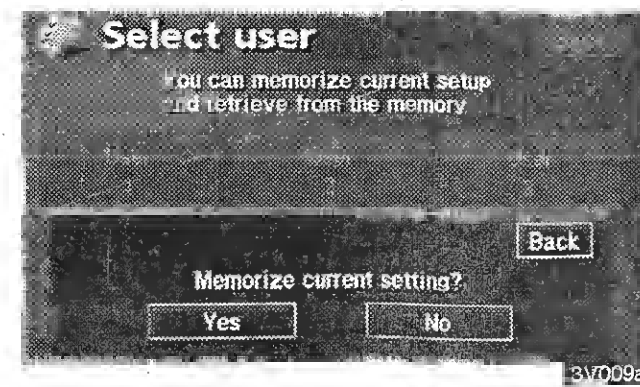 Select user
You can memorize current setup
and retrieve from the memory
Back
Memorize current setting?
Yes
No
3V009a